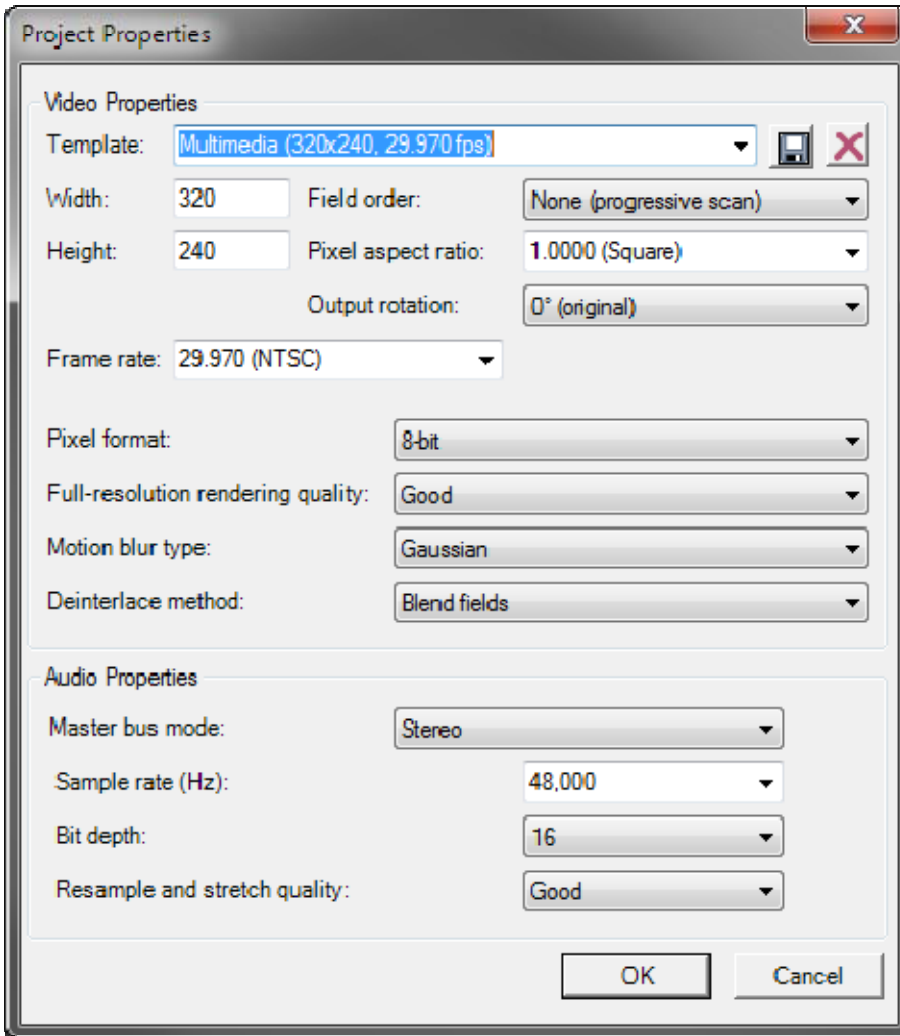 Project Properties
Video Properties
Template: Multimedia (320x240, 29.970 fps)
Width: 320 Field order: None (progressive scan)
Height: 240 Pixel aspect ratio: 1.0000 (Square)
Output rotation: 0° (original)
Frame rate: 29.970 (NTSC)
Pixel format: 8-bit
Full-resolution rendering quality: Good
Motion blur type: Gaussian
Deinterlace method: Blend fields
Audio Properties
Master bus mode: Stereo
Sample rate (Hz): 48,000
Bit depth: 16
Resample and stretch quality: Good
OK Cancel